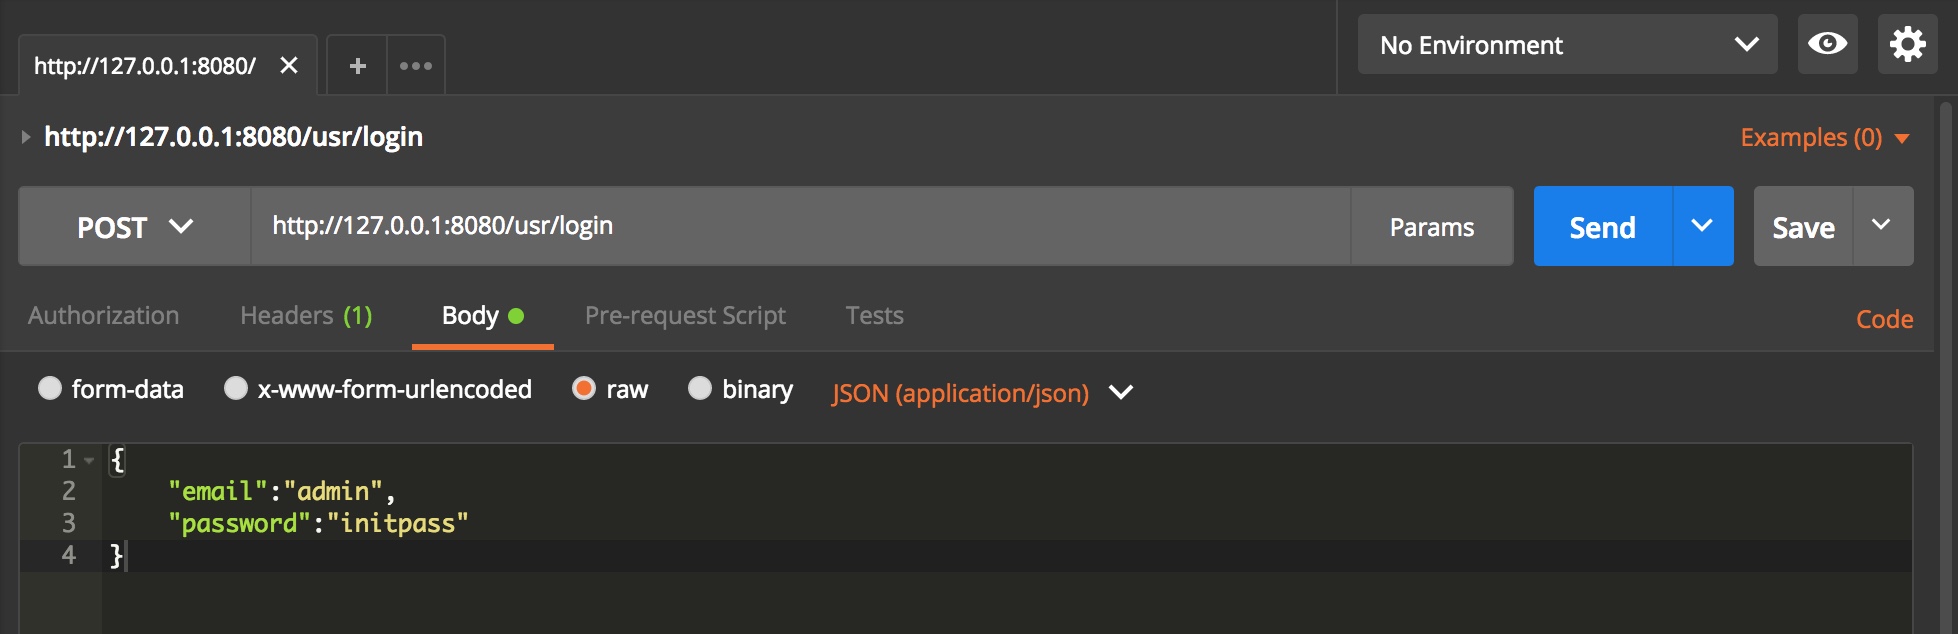 http://127.0.0.1:8080/
No Environment
http://127.0.0.1:8080/usr/login
Examples (0)
POST http://127.0.0.1:8080/usr/login Params Send Save
Authorization Headers (1) Body Pre-request Script Tests Code
form-data x-www-form-urlencoded raw binary JSON (application/json)
1 {
2 "email":"admin",
3 "password":"initpass"
4 }